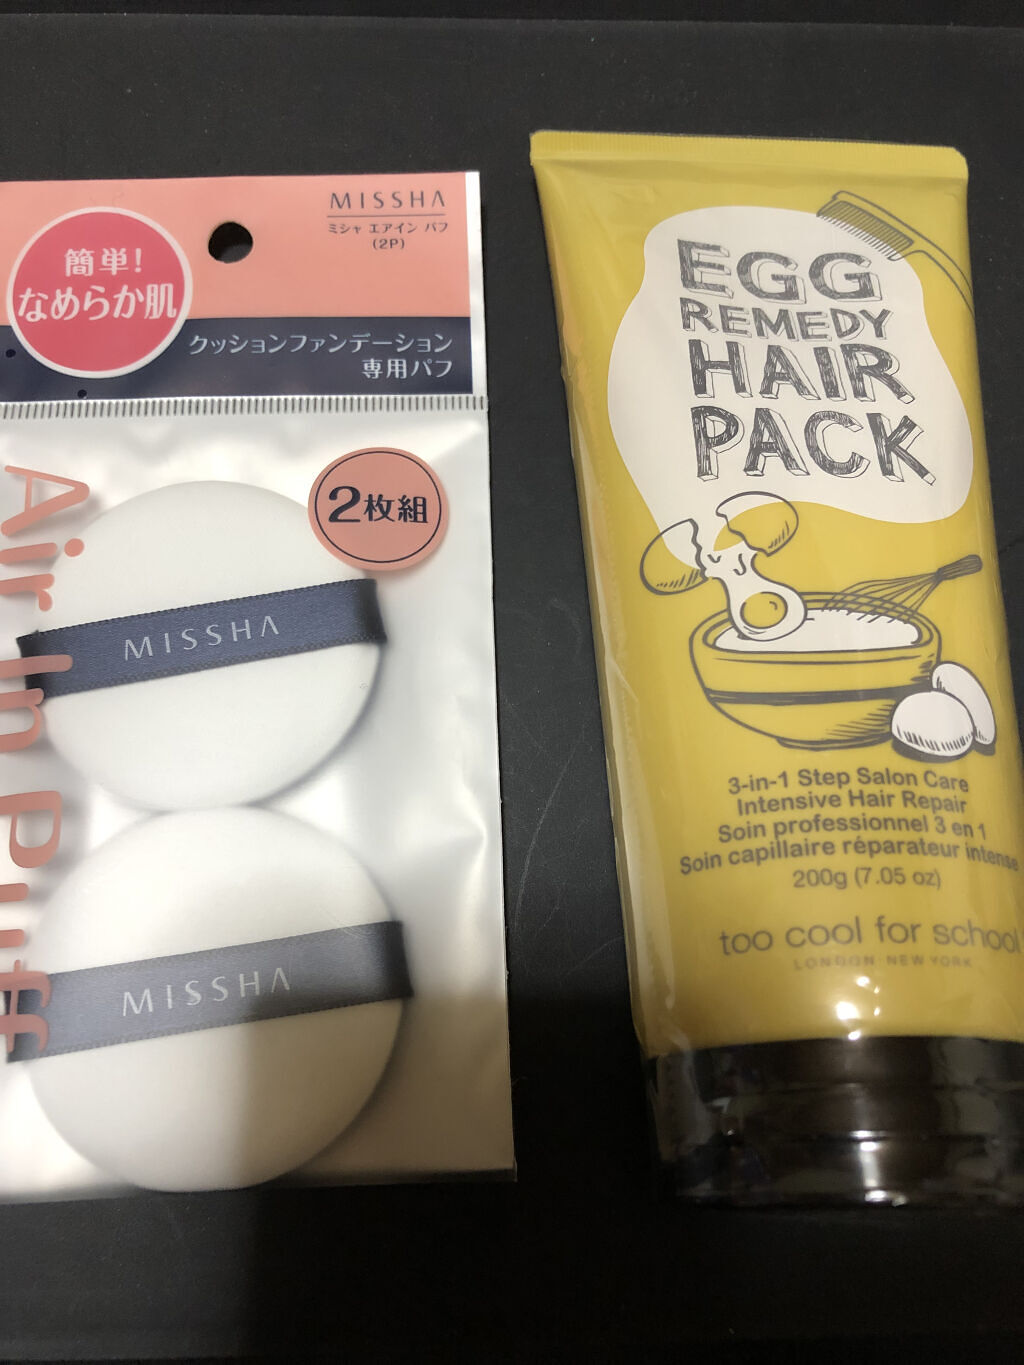 MISSHA
ミシャ エアイン パフ
(2P)
簡単!
なめらか肌
クッションファンデーション
専用パフ
2枚組
Air In Puff
MISSHA
MISSHA
EGG
REMEDY
HAIR
PACK
3-in-1 Step Salon Care
Intensive Hair Repair
Soin professionnel 3 en 1
Soin capillaire réparateur intense
200g (7.05 oz)
too cool for school
LONDON NEW YORK